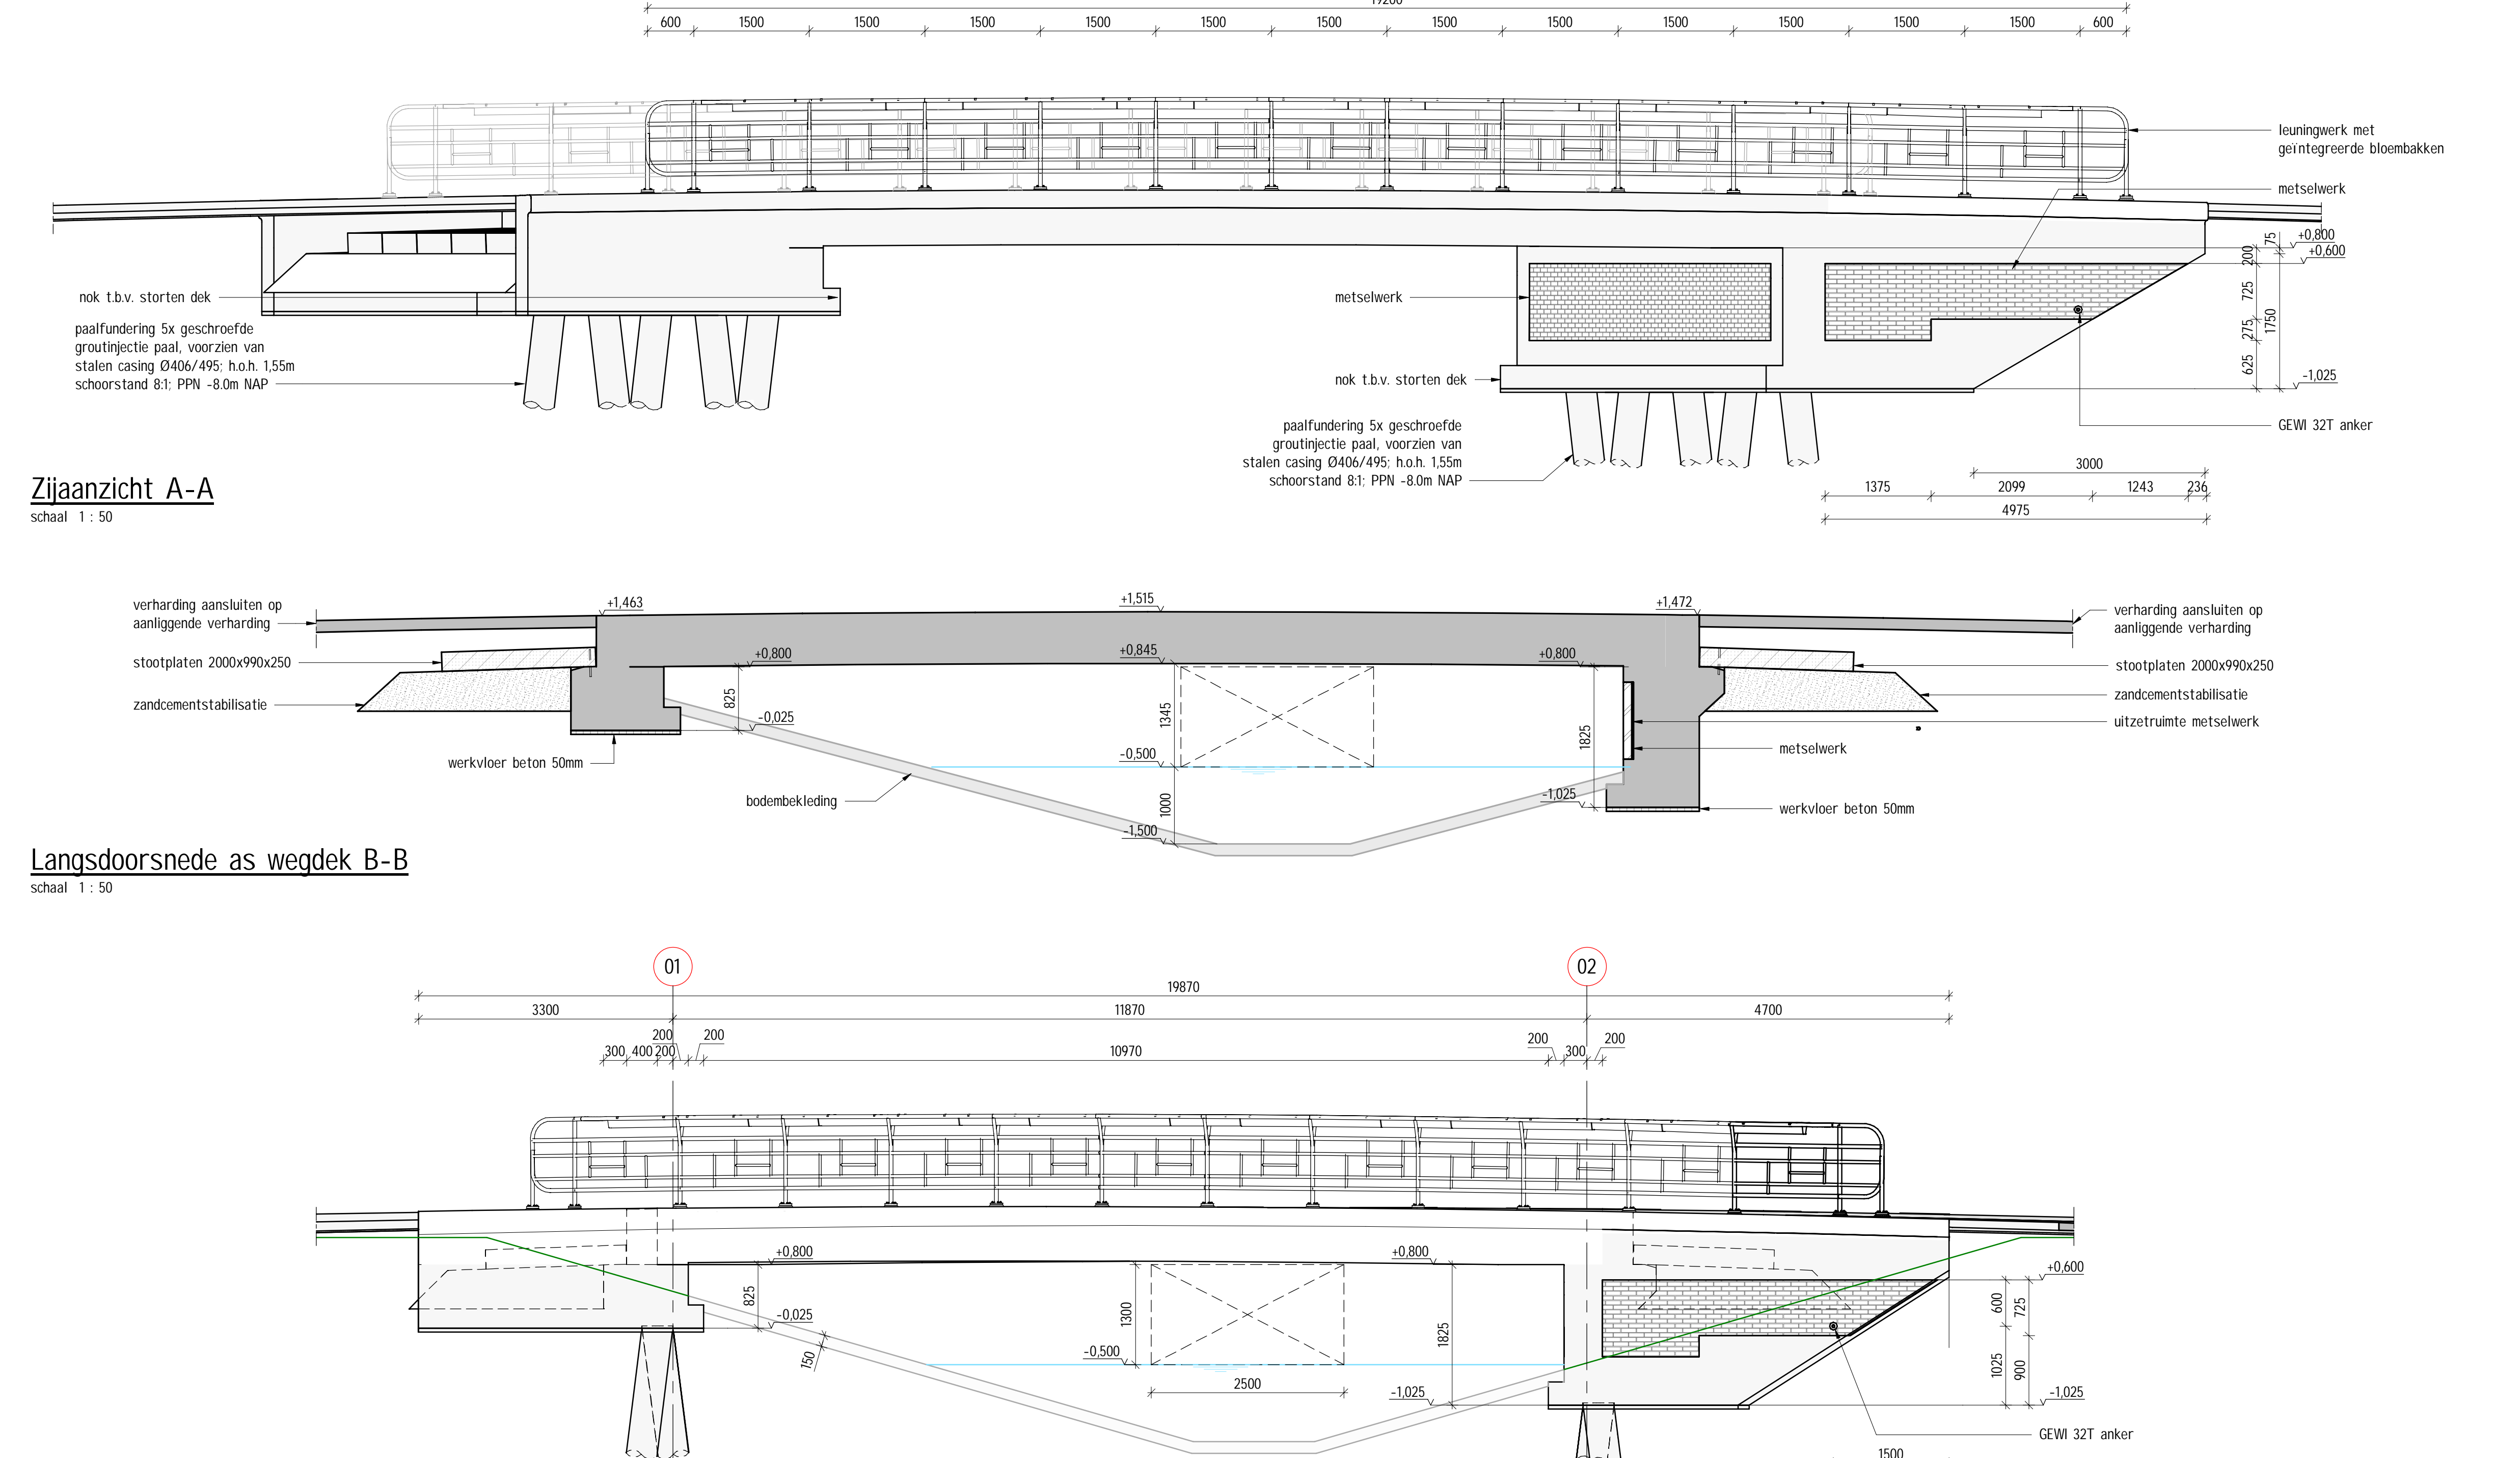 19200
600 1500 1500 1500 1500 1500 1500 1500 1500 1500 1500 1500 1500 600
leuningwerk met
geïntegreerde bloembakken
metselwerk
+0,800
75
+0,600
200
725
275
1750
625
-1,025
nok t.b.v. storten dek
metselwerk
paalfundering 5x geschroefde
groutinjectie paal, voorzien van
stalen casing Ø406/495; h.o.h. 1,55m
schoorstand 8:1; PPN -8.0m NAP
nok t.b.v. storten dek
paalfundering 5x geschroefde
groutinjectie paal, voorzien van
stalen casing Ø406/495; h.o.h. 1,55m
schoorstand 8:1; PPN -8.0m NAP
GEWI 32T anker
3000
1375 2099 1243 236
4975
Zijaanzicht A-A
schaal 1 : 50
verharding aansluiten op
aanliggende verharding
+1,463
+1,515
+1,472
verharding aansluiten op
aanliggende verharding
stootplaten 2000x990x250
+0,800
+0,845
+0,800
stootplaten 2000x990x250
zandcementstabilisatie
825
-0,025
1345
1825
zandcementstabilisatie
uitzetruimte metselwerk
werkvloer beton 50mm
-0,500
metselwerk
bodembekleding
1000
-1,025
werkvloer beton 50mm
-1,500
Langsdoorsnede as wegdek B-B
schaal 1 : 50
01
02
19870
3300 11870 4700
200 200 200 200
300 400 200 10970 300
+0,800
+0,800
+0,600
825
-0,025
1300
1825
600
725
150
-0,500
2500
1025
900
-1,025
-1,025
GEWI 32T anker
1500